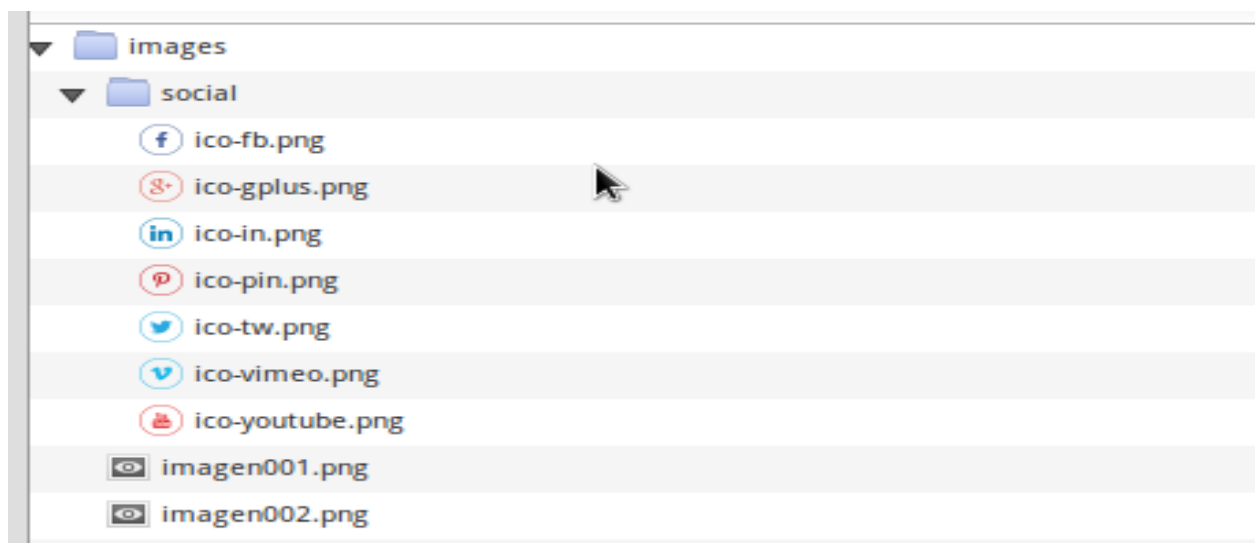 images
social
ico-fb.png
ico-gplus.png
ico-in.png
ico-pin.png
ico-tw.png
ico-vimeo.png
ico-youtube.png
imagen001.png
imagen002.png